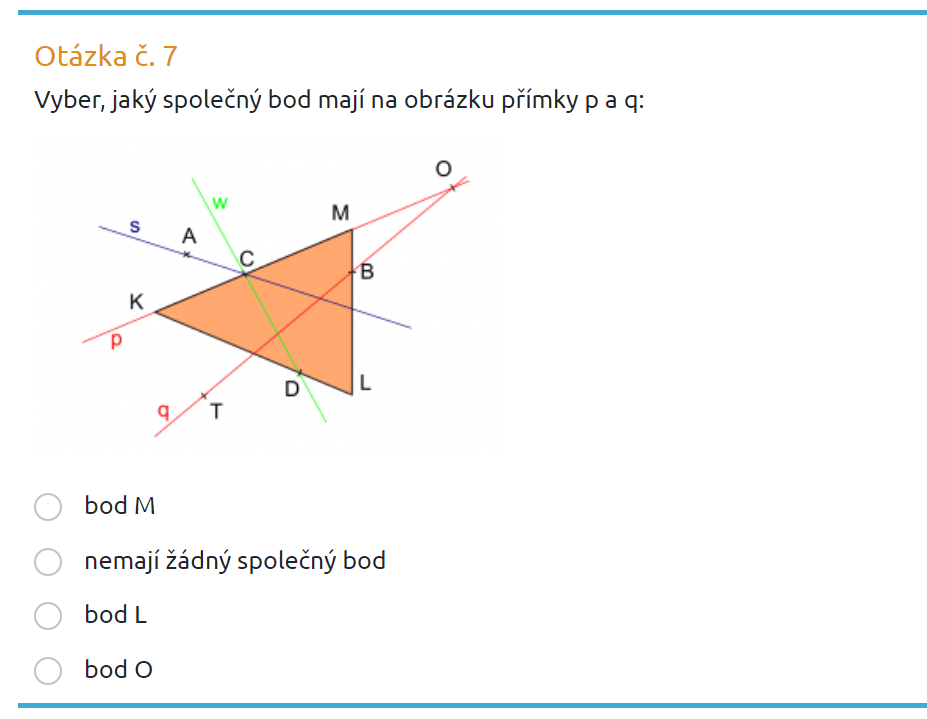 Otázka č. 7
Vyber, jaký společný bod mají na obrázku přímky p a q:
O
w
M
s
A
C
B
K
p
D
L
q
T
bod M
nemají žádný společný bod
bod L
bod O